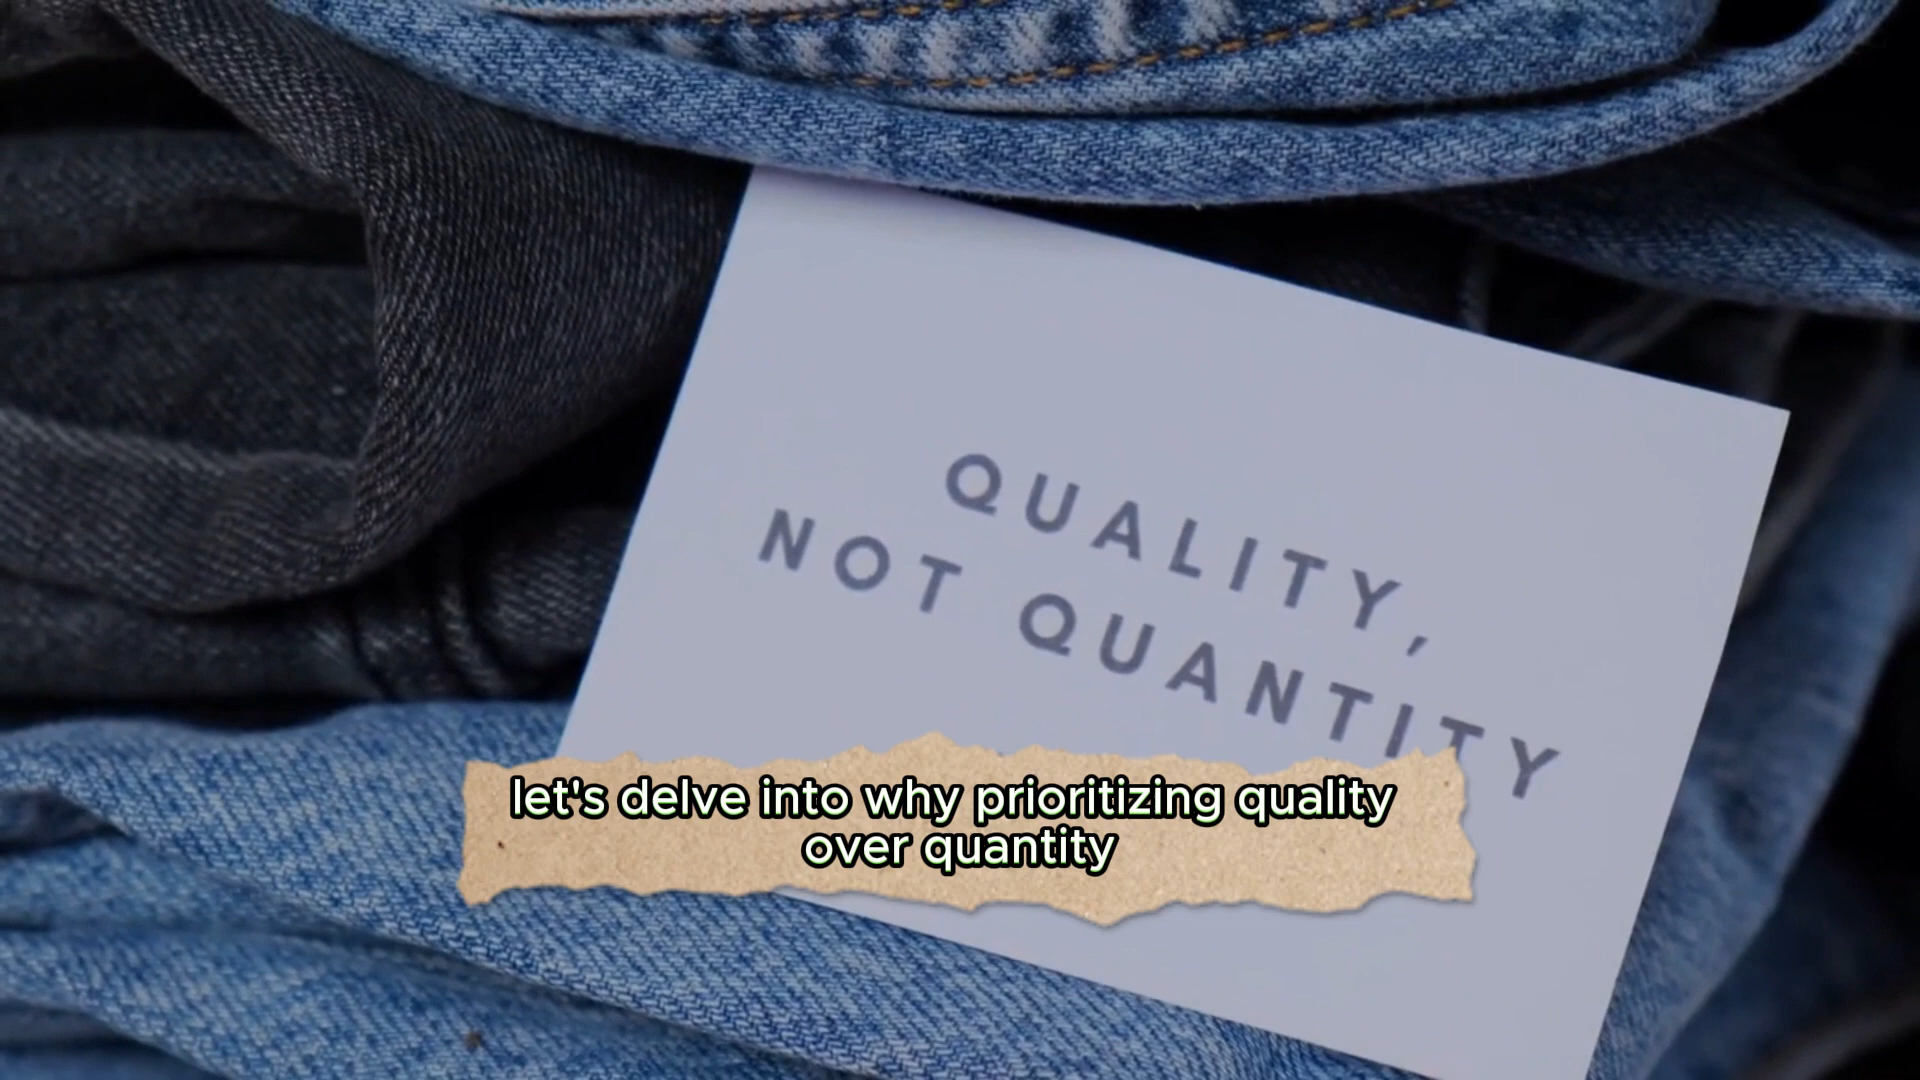 QUALITY,
NOT QUANTITY
let's delve into why prioritizing quality
over quantity